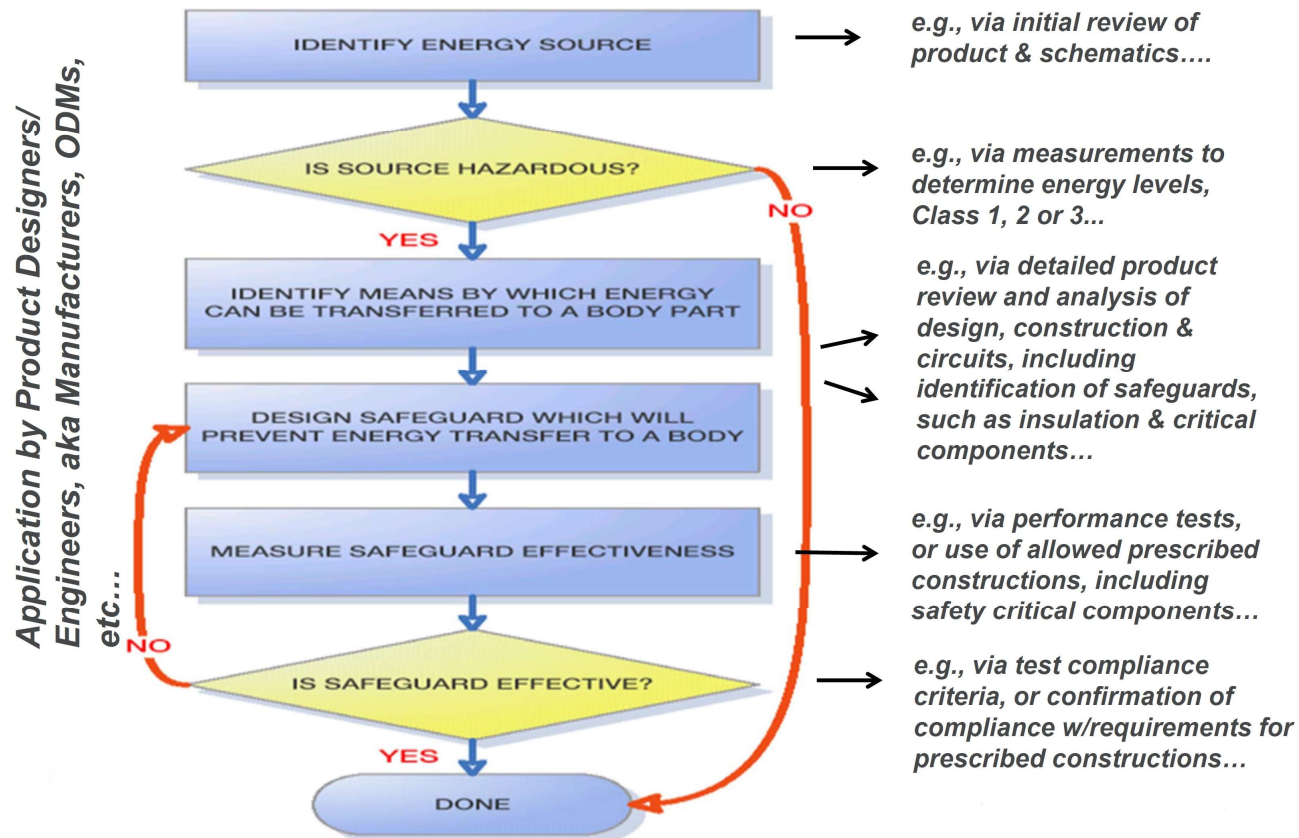 Application by Product Designers/
Engineers, aka Manufacturers, ODMs,
etc…
IDENTIFY ENERGY SOURCE
e.g., via initial review of
product & schematics….
IS SOURCE HAZARDOUS?
e.g., via measurements to
determine energy levels,
Class 1, 2 or 3...
NO
YES
IDENTIFY MEANS BY WHICH ENERGY
CAN BE TRANSFERRED TO A BODY PART
e.g., via detailed product
review and analysis of
design, construction &
circuits, including
identification of safeguards,
such as insulation & critical
components…
DESIGN SAFEGUARD WHICH WILL
PREVENT ENERGY TRANSFER TO A BODY
MEASURE SAFEGUARD EFFECTIVENESS
e.g., via performance tests,
or use of allowed prescribed
constructions, including
safety critical components…
NO
IS SAFEGUARD EFFECTIVE?
e.g., via test compliance
criteria, or confirmation of
compliance w/requirements for
prescribed constructions…
YES
DONE